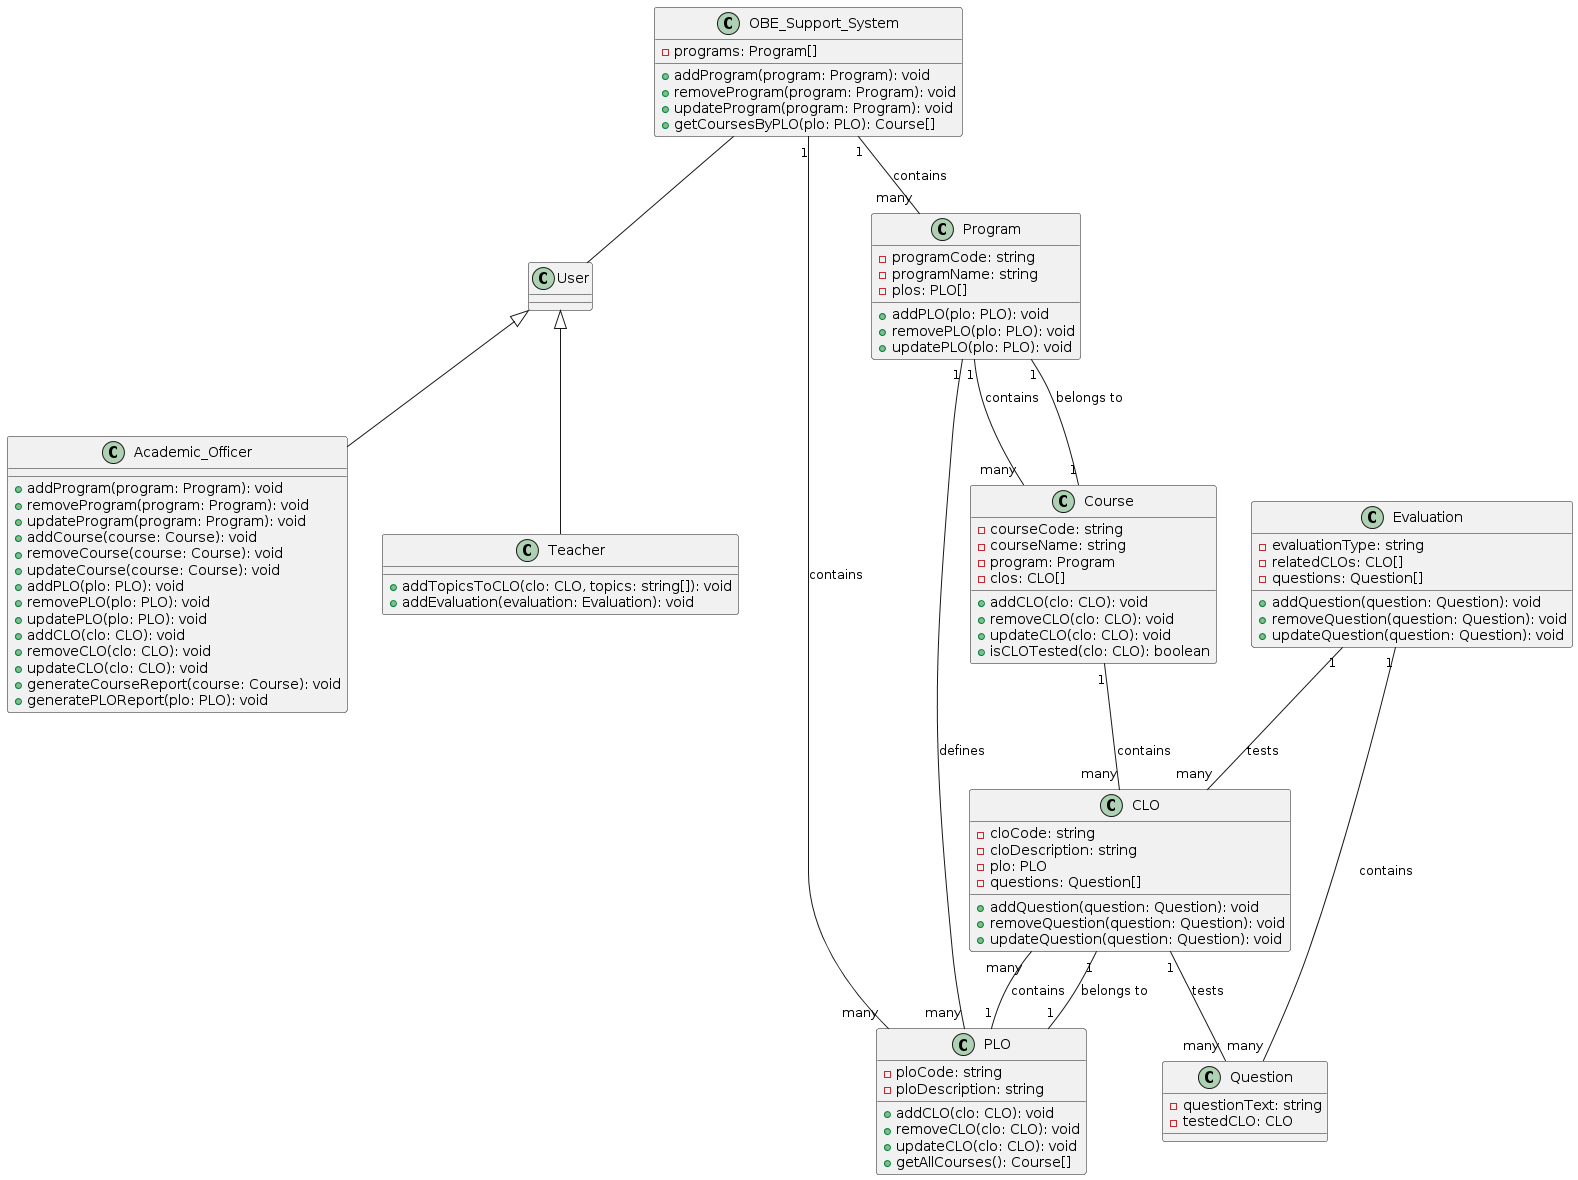 OBE_Support_System
programs: Program[]
addProgram(program: Program): void
removeProgram(program: Program): void
updateProgram(program: Program): void
getCoursesByPLO(plo: PLO): Course[]
1
1
contains
many
Program
programCode: string
programName: string
plos: PLO[]
addPLO(plo: PLO): void
removePLO(plo: PLO): void
updatePLO(plo: PLO): void
User
1
1
1
contains
belongs to
many
1
Academic_Officer
addProgram(program: Program): void
removeProgram(program: Program): void
updateProgram(program: Program): void
addCourse(course: Course): void
removeCourse(course: Course): void
updateCourse(course: Course): void
addPLO(plo: PLO): void
removePLO(plo: PLO): void
updatePLO(plo: PLO): void
addCLO(clo: CLO): void
removeCLO(clo: CLO): void
updateCLO(clo: CLO): void
generateCourseReport(course: Course): void
generatePLOReport(plo: PLO): void
Teacher
addTopicsToCLO(clo: CLO, topics: string[]): void
addEvaluation(evaluation: Evaluation): void
contains
Course
courseCode: string
courseName: string
program: Program
clos: CLO[]
addCLO(clo: CLO): void
removeCLO(clo: CLO): void
updateCLO(clo: CLO): void
isCLOTested(clo: CLO): boolean
Evaluation
evaluationType: string
relatedCLOs: CLO[]
questions: Question[]
addQuestion(question: Question): void
removeQuestion(question: Question): void
updateQuestion(question: Question): void
1
1
1
defines
contains
tests
many
many
CLO
cloCode: string
cloDescription: string
plo: PLO
questions: Question[]
addQuestion(question: Question): void
removeQuestion(question: Question): void
updateQuestion(question: Question): void
contains
many
1
1
contains
belongs to
tests
many
many
1
1
many
many
PLO
ploCode: string
ploDescription: string
addCLO(clo: CLO): void
removeCLO(clo: CLO): void
updateCLO(clo: CLO): void
getAllCourses(): Course[]
Question
questionText: string
testedCLO: CLO